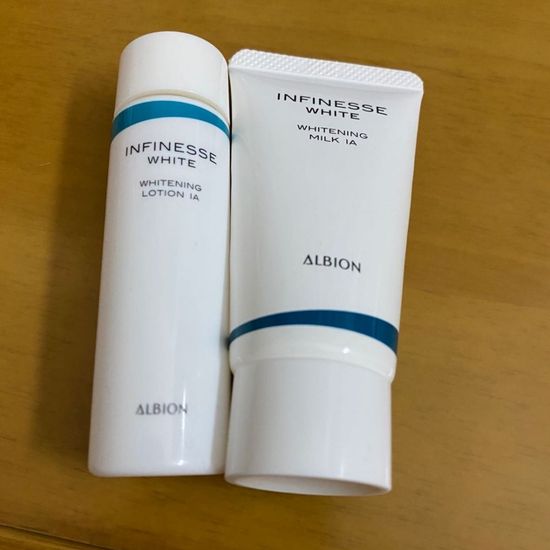 INFINESSE
WHITE
WHITENING
LOTION IA
ALBION
INFINESSE
WHITE
WHITENING
MILK IA
ALBION